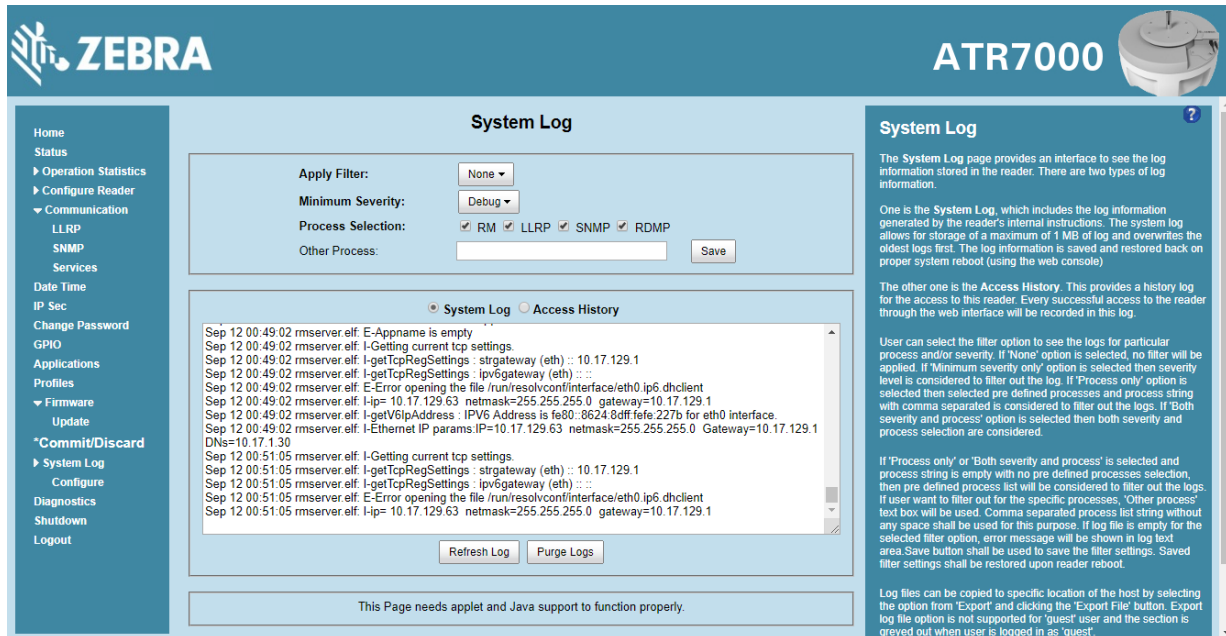 ZEBRA
ATR7000
Home
Status
Operation Statistics
Configure Reader
Communication
LLRP
SNMP
Services
Date Time
IP Sec
Change Password
GPIO
Applications
Profiles
Firmware
Update
*Commit/Discard
System Log
Configure
Diagnostics
Shutdown
Logout
System Log
Apply Filter: None
Minimum Severity: Debug
Process Selection: RM LLRP SNMP RDMP
Other Process: Save
System Log Access History
Sep 12 00:49:02 rmserver.elf: E-Appname is empty
Sep 12 00:49:02 rmserver.elf: I-Getting current tcp settings.
Sep 12 00:49:02 rmserver.elf: I-getTcpRegSettings : strgateway (eth) :: 10.17.129.1
Sep 12 00:49:02 rmserver.elf: I-getTcpRegSettings : ipv6gateway (eth) :: ::
Sep 12 00:49:02 rmserver.elf: E-Error opening the file /run/resolvconf/interface/eth0.ip6.dhclient
Sep 12 00:49:02 rmserver.elf: I-ip= 10.17.129.63 netmask=255.255.255.0 gateway=10.17.129.1
Sep 12 00:49:02 rmserver.elf: I-getV6IpAddress : IPV6 Address is fe80::8624:8dff:fefe:227b for eth0 interface.
Sep 12 00:49:02 rmserver.elf: I-Ethernet IP params:IP=10.17.129.63 netmask=255.255.255.0 Gateway=10.17.129.1
DNs=10.17.1.30
Sep 12 00:51:05 rmserver.elf: I-Getting current tcp settings.
Sep 12 00:51:05 rmserver.elf: I-getTcpRegSettings : strgateway (eth) :: 10.17.129.1
Sep 12 00:51:05 rmserver.elf: I-getTcpRegSettings : ipv6gateway (eth) :: ::
Sep 12 00:51:05 rmserver.elf: E-Error opening the file /run/resolvconf/interface/eth0.ip6.dhclient
Sep 12 00:51:05 rmserver.elf: I-ip= 10.17.129.63 netmask=255.255.255.0 gateway=10.17.129.1
Refresh Log Purge Logs
This Page needs applet and Java support to function properly.
?
System Log
The System Log page provides an interface to see the log
information stored in the reader. There are two types of log
information.
One is the System Log, which includes the log information
generated by the reader's internal instructions. The system log
allows for storage of a maximum of 1 MB of log and overwrites the
oldest logs first. The log information is saved and restored back on
proper system reboot (using the web console)
The other one is the Access History. This provides a history log
for the access to this reader. Every successful access to the reader
through the web interface will be recorded in this log.
User can select the filter option to see the logs for particular
process and/or severity. If 'None' option is selected, no filter will be
applied. If 'Minimum severity only' option is selected then severity
level is considered to filter out the log. If 'Process only' option is
selected then selected pre defined processes and process string
with comma separated is considered to filter out the logs. If 'Both
severity and process' option is selected then both severity and
process selection are considered.
If 'Process only' or 'Both severity and process' is selected and
process string is empty with no pre defined processes selection,
then pre defined process list will be considered to filter out the logs.
If user want to filter out for the specific processes, 'Other process'
text box will be used. Comma separated process list string without
any space shall be used for this purpose. If log file is empty for the
selected filter option, error message will be shown in log text
area.Save button shall be used to save the filter settings. Saved
filter settings shall be restored upon reader reboot.
Log files can be copied to specific location of the host by selecting
the option from 'Export' and clicking the 'Export File' button. Export
log file option is not supported for 'guest' user and the section is
greyed out when user is logged in as 'guest'.